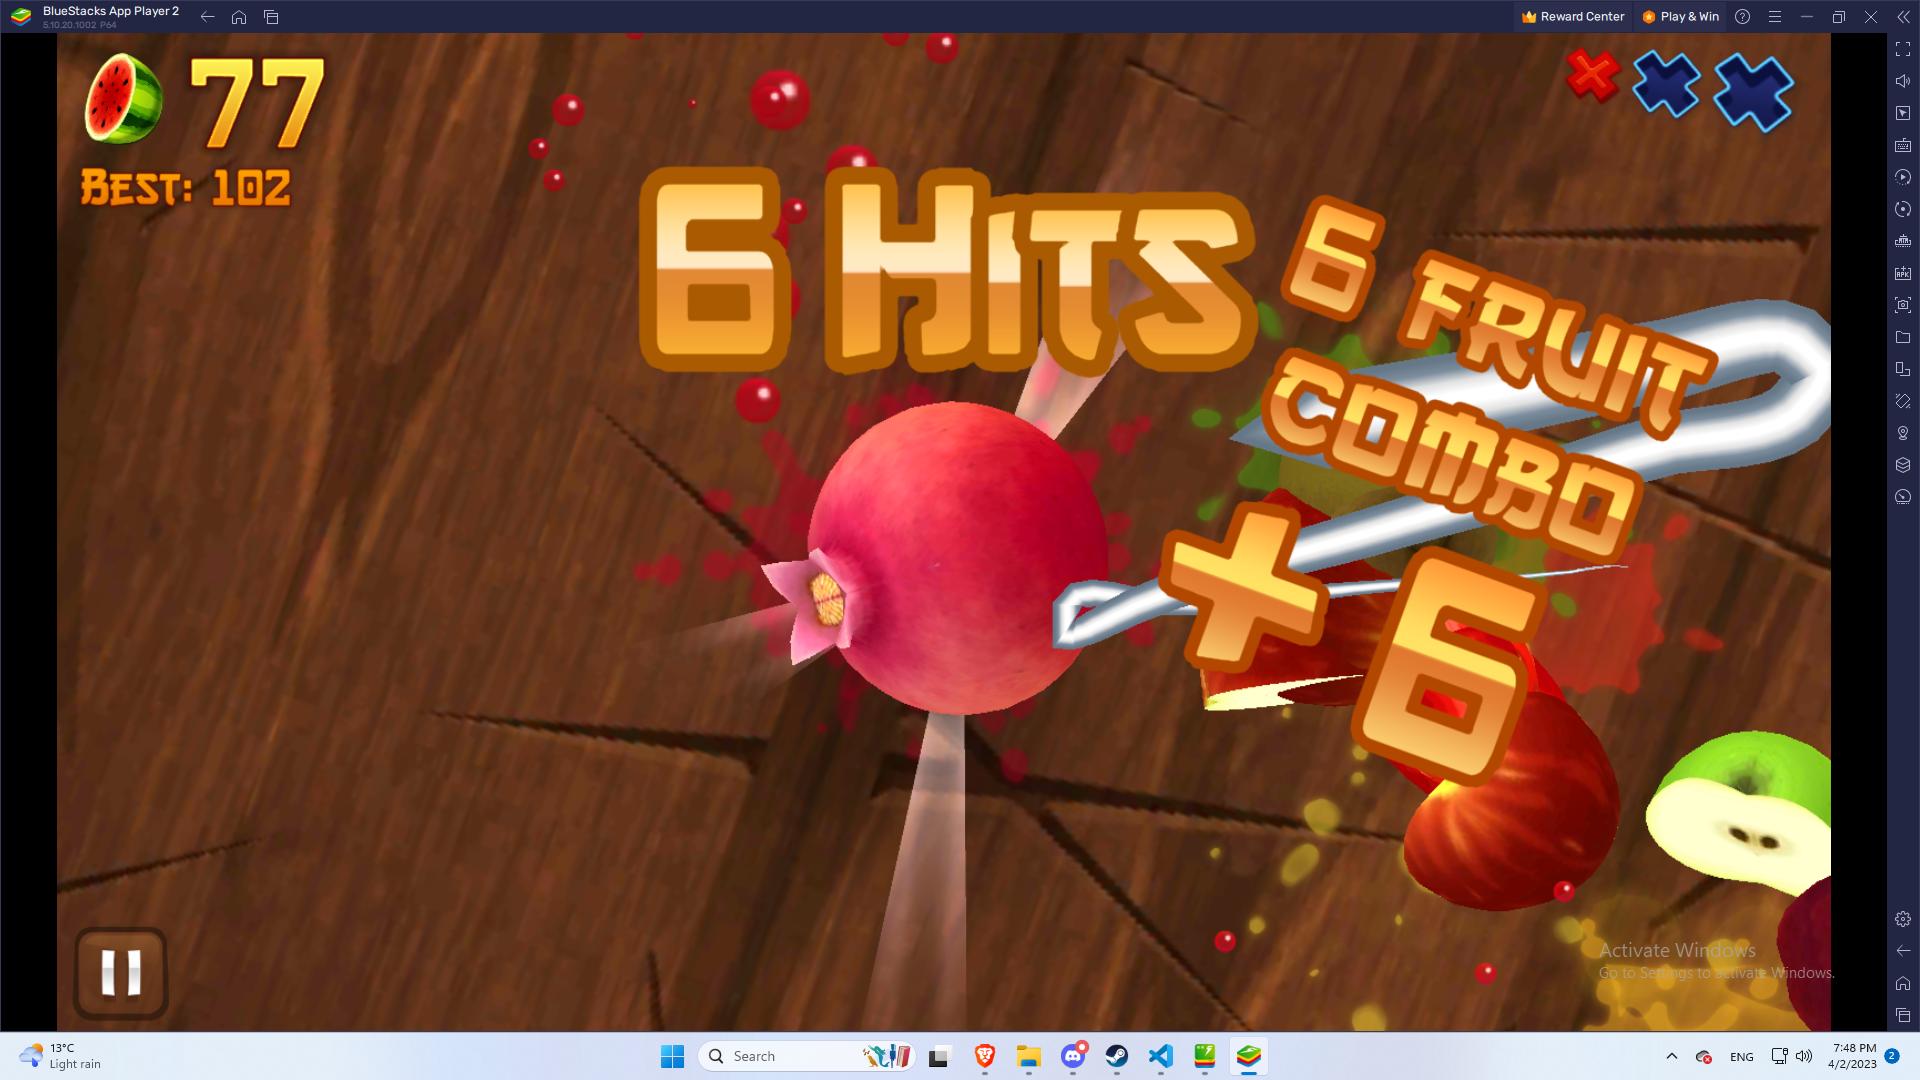 BlueStacks App Player 2
5.10.20.1002 P64
Reward Center
Play & Win
77
BEST: 102
6 HITS
6 FRUIT
COMBO
+6
Activate Windows
Go to Settings to activate Windows.
13°C
Light rain
Search
ENG
7:48 PM
4/2/2023
2